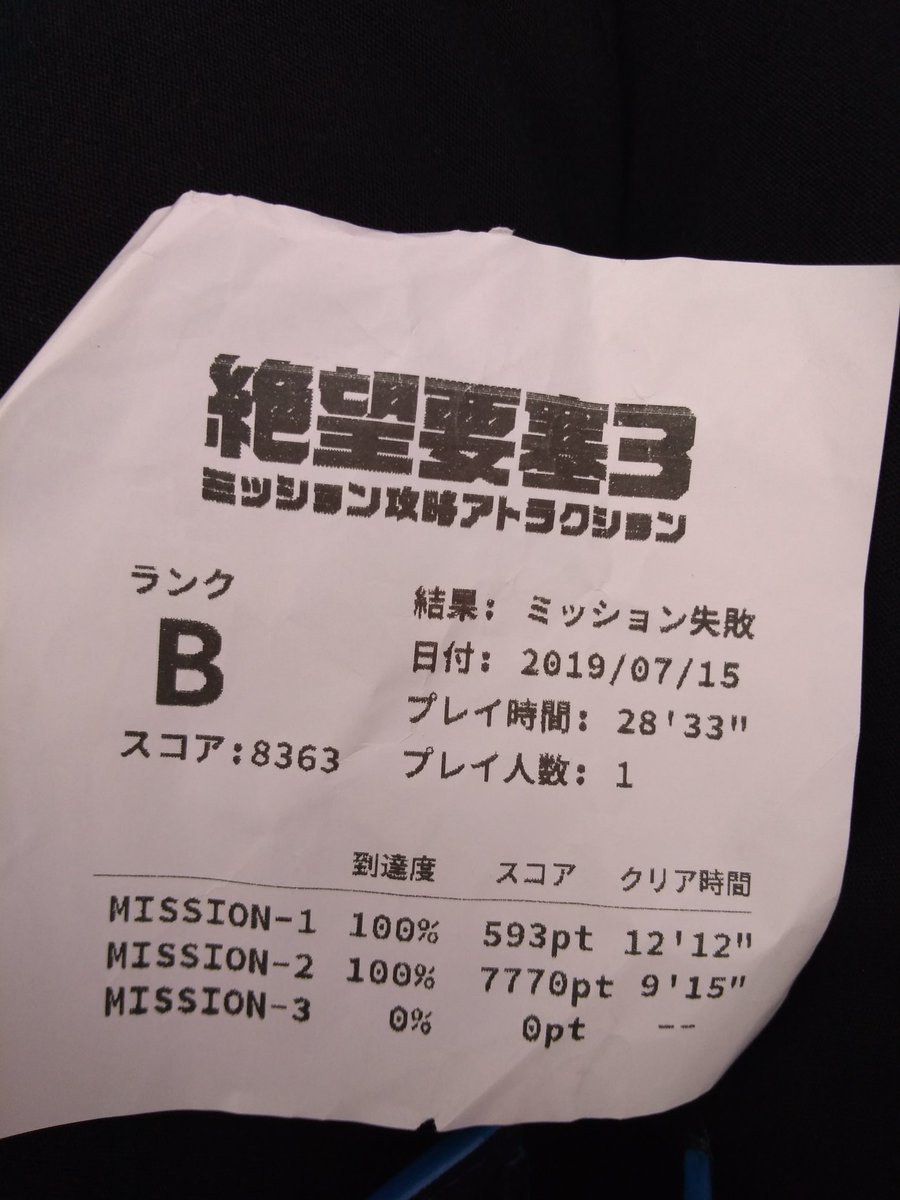 絶望要塞3
ミッション攻略アトラクション
ランク
B
スコア:8363
結果: ミッション失敗
日付: 2019/07/15
プレイ時間: 28'33"
プレイ人数: 1
到達度 スコア クリア時間
MISSION-1 100% 593pt 12'12"
MISSION-2 100% 7770pt 9'15"
MISSION-3 0% 0pt --